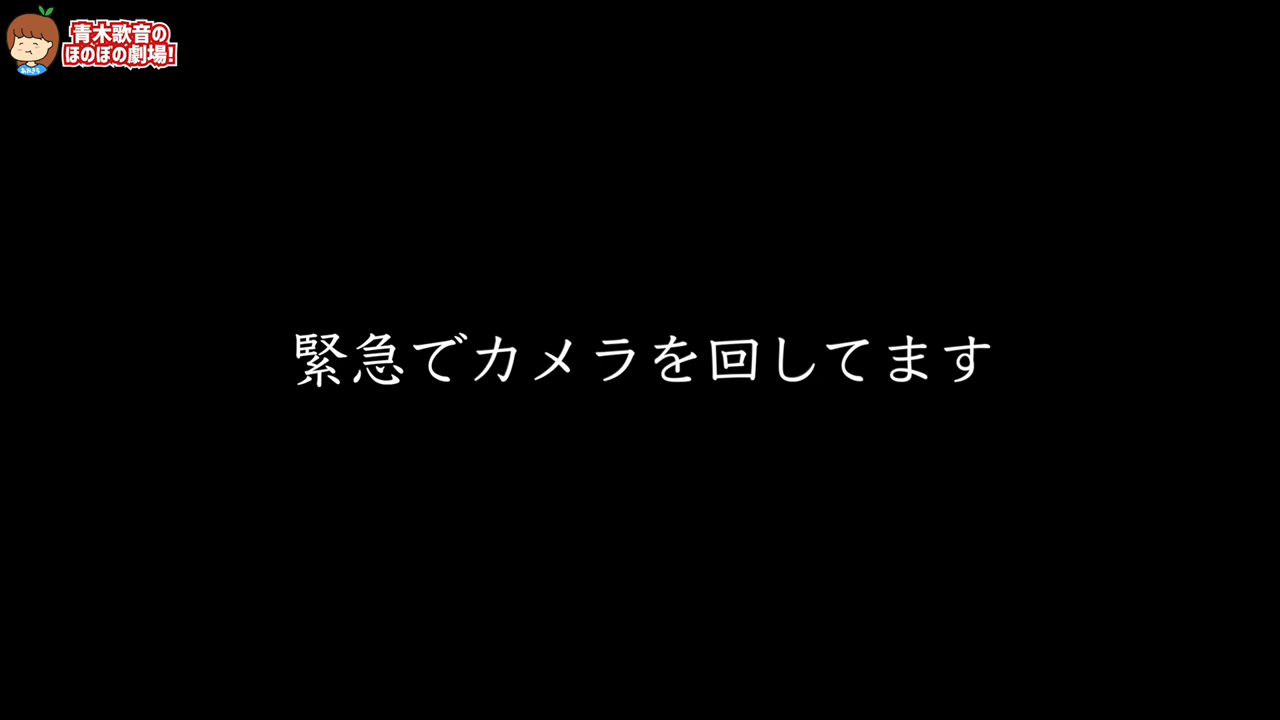 青木歌音の
ほのぼの劇場!
緊急でカメラを回してます